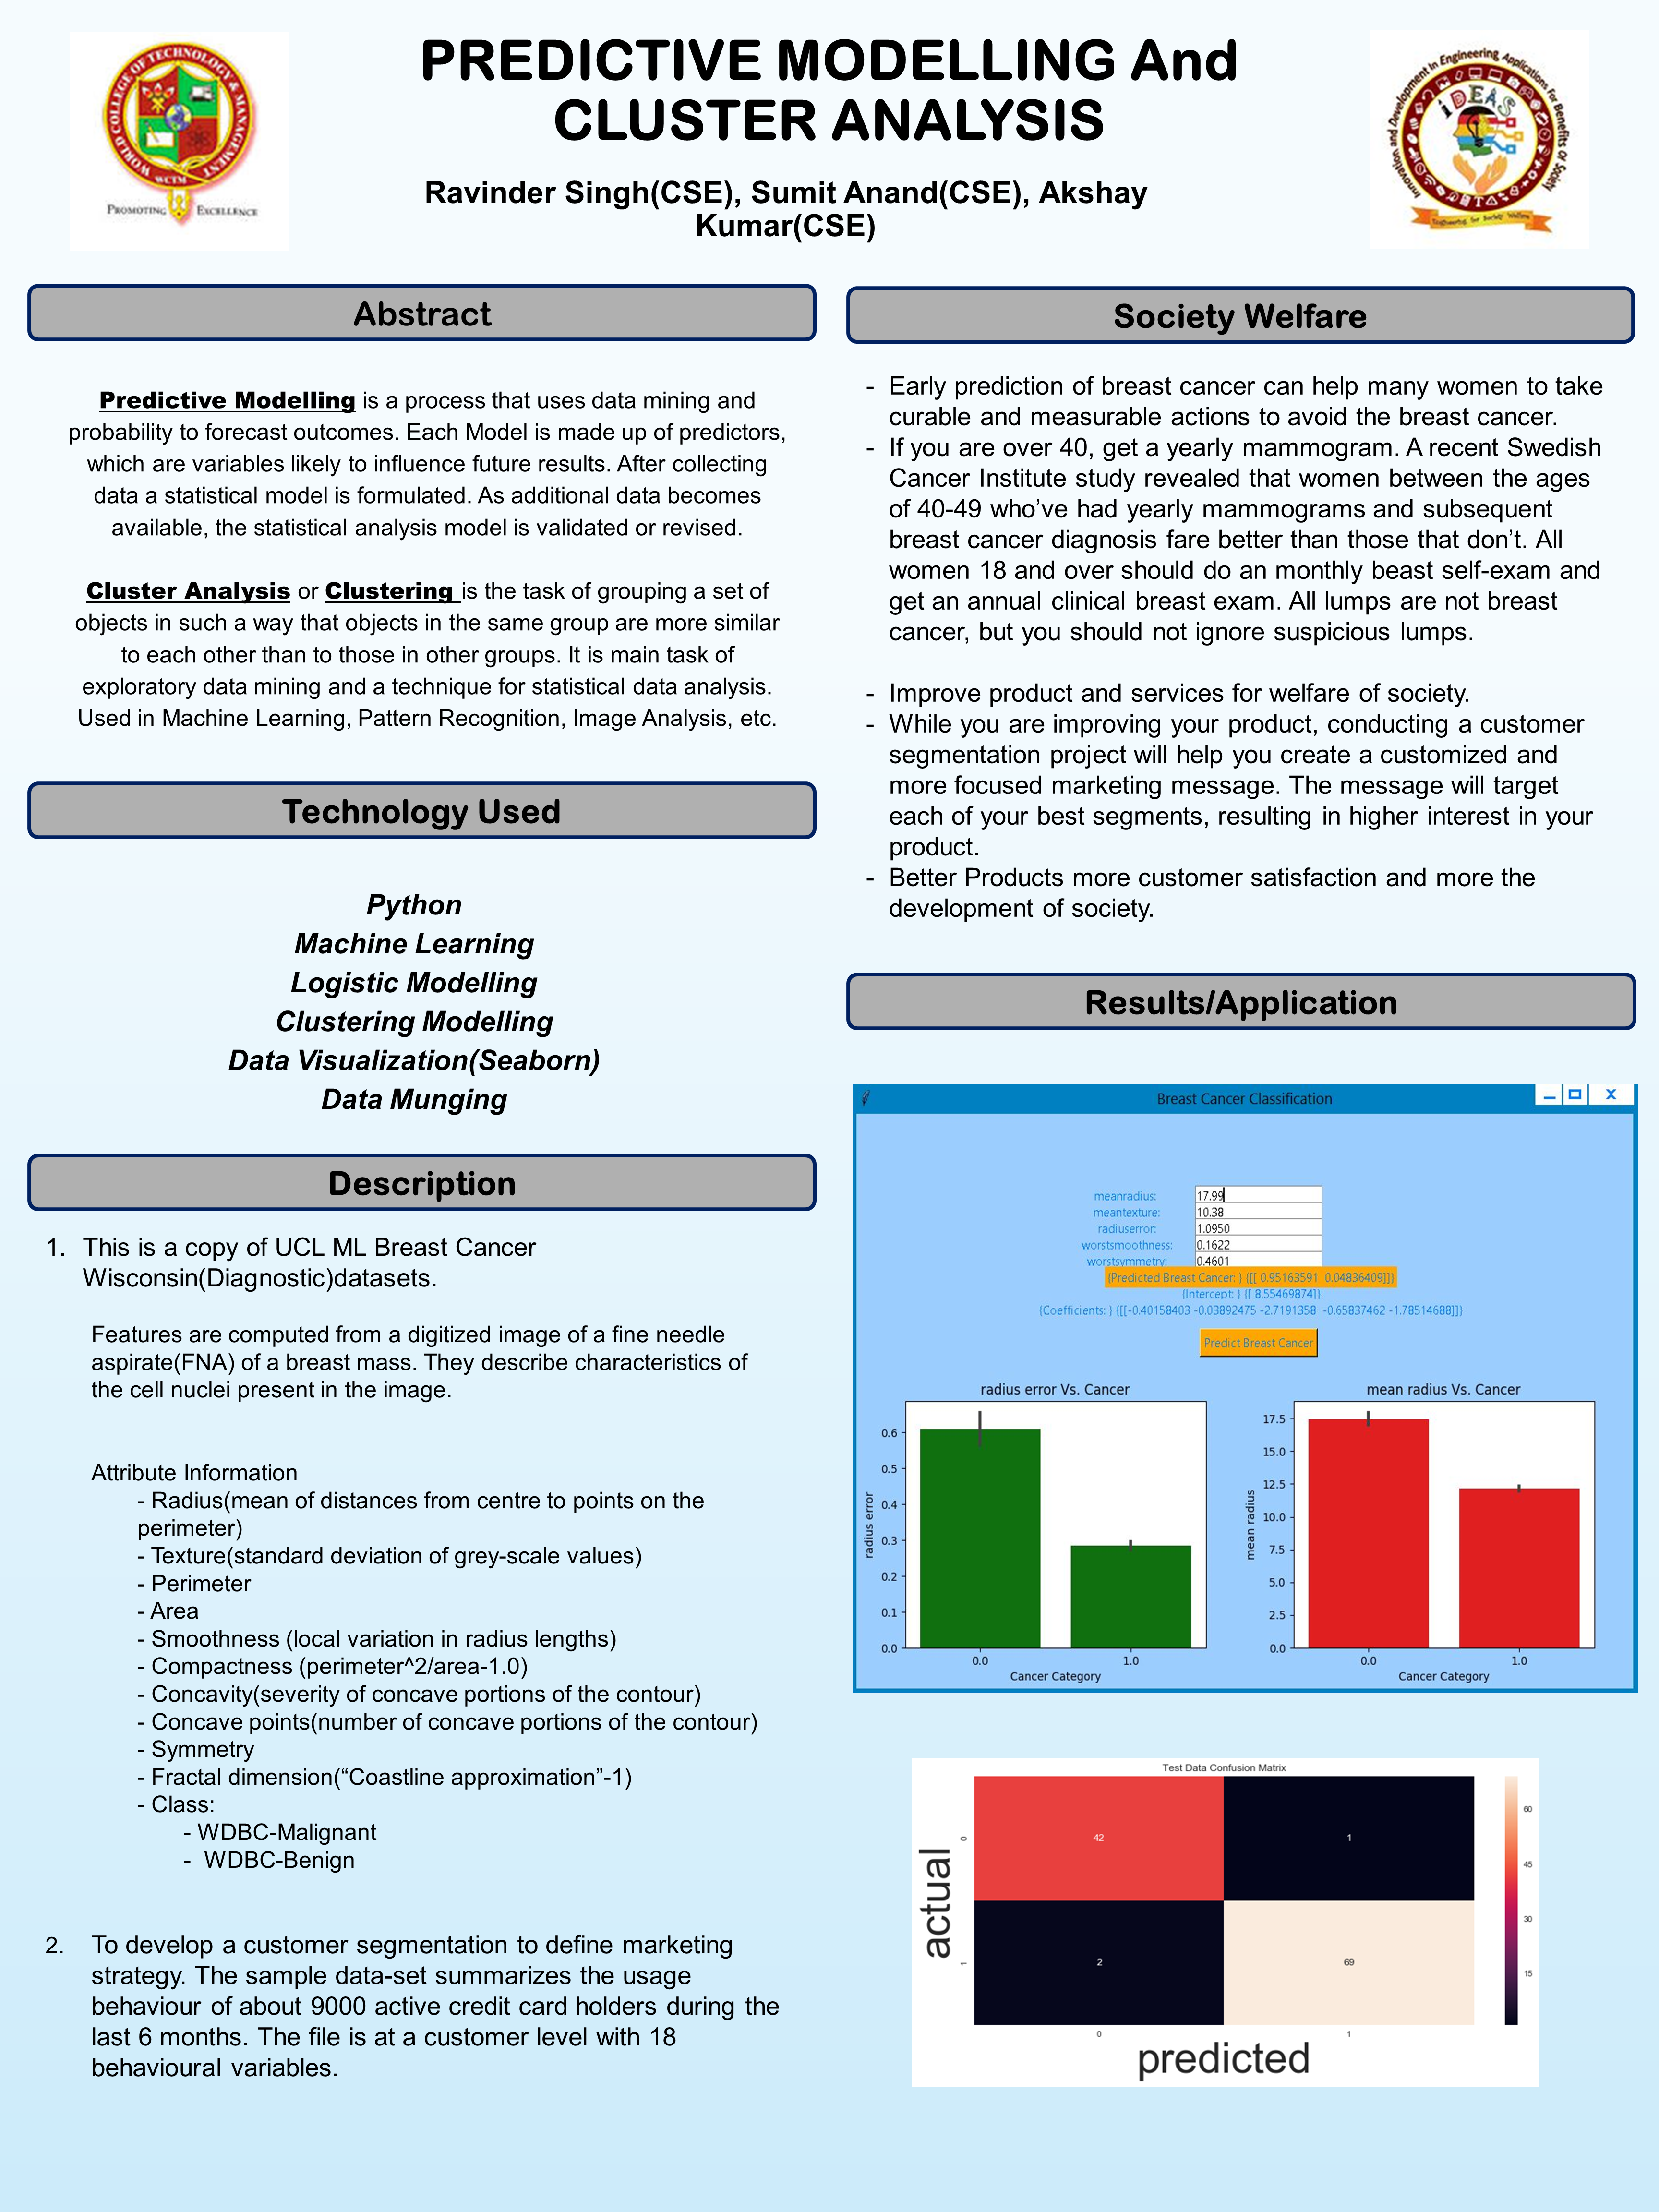 PREDICTIVE MODELLING And
CLUSTER ANALYSIS
Ravinder Singh(CSE), Sumit Anand(CSE), Akshay
Kumar(CSE)
WORLD COLLEGE OF TECHNOLOGY & MANAGEMENT
WCTM
PROMOTING EXCELLENCE
Innovation and Development in Engineering Applications for Benefits of Society
iDEAS
Engineering for Society Welfare
Abstract
Predictive Modelling is a process that uses data mining and
probability to forecast outcomes. Each Model is made up of predictors,
which are variables likely to influence future results. After collecting
data a statistical model is formulated. As additional data becomes
available, the statistical analysis model is validated or revised.
Cluster Analysis or Clustering is the task of grouping a set of
objects in such a way that objects in the same group are more similar
to each other than to those in other groups. It is main task of
exploratory data mining and a technique for statistical data analysis.
Used in Machine Learning, Pattern Recognition, Image Analysis, etc.
Technology Used
Python
Machine Learning
Logistic Modelling
Clustering Modelling
Data Visualization(Seaborn)
Data Munging
Description
1. This is a copy of UCL ML Breast Cancer
Wisconsin(Diagnostic)datasets.
Features are computed from a digitized image of a fine needle
aspirate(FNA) of a breast mass. They describe characteristics of
the cell nuclei present in the image.
Attribute Information
- Radius(mean of distances from centre to points on the
perimeter)
- Texture(standard deviation of grey-scale values)
- Perimeter
- Area
- Smoothness (local variation in radius lengths)
- Compactness (perimeter^2/area-1.0)
- Concavity(severity of concave portions of the contour)
- Concave points(number of concave portions of the contour)
- Symmetry
- Fractal dimension(“Coastline approximation”-1)
- Class:
- WDBC-Malignant
- WDBC-Benign
2. To develop a customer segmentation to define marketing
strategy. The sample data-set summarizes the usage
behaviour of about 9000 active credit card holders during the
last 6 months. The file is at a customer level with 18
behavioural variables.
Society Welfare
- Early prediction of breast cancer can help many women to take
curable and measurable actions to avoid the breast cancer.
- If you are over 40, get a yearly mammogram. A recent Swedish
Cancer Institute study revealed that women between the ages
of 40-49 who’ve had yearly mammograms and subsequent
breast cancer diagnosis fare better than those that don’t. All
women 18 and over should do an monthly beast self-exam and
get an annual clinical breast exam. All lumps are not breast
cancer, but you should not ignore suspicious lumps.
- Improve product and services for welfare of society.
- While you are improving your product, conducting a customer
segmentation project will help you create a customized and
more focused marketing message. The message will target
each of your best segments, resulting in higher interest in your
product.
- Better Products more customer satisfaction and more the
development of society.
Results/Application
Breast Cancer Classification
meanradius: 17.99
meantexture: 10.38
radiuserror: 1.0950
worstsmoothness: 0.1622
worstsymmetry: 0.4601
{Predicted Breast Cancer: } {[[ 0.95163591 0.04836409]]}
{Intercept: } {[ 8.55469874]}
{Coefficients: } {[[-0.40158403 -0.03892475 -2.7191358 -0.65837462 -1.78514688]]}
Predict Breast Cancer
radius error Vs. Cancer
radius error
0.6
0.5
0.4
0.3
0.2
0.1
0.0
0.0 1.0
Cancer Category
mean radius Vs. Cancer
mean radius
17.5
15.0
12.5
10.0
7.5
5.0
2.5
0.0
0.0 1.0
Cancer Category
Test Data Confusion Matrix
actual
0
42 1
1
2 69
0 1
predicted
60
45
30
15